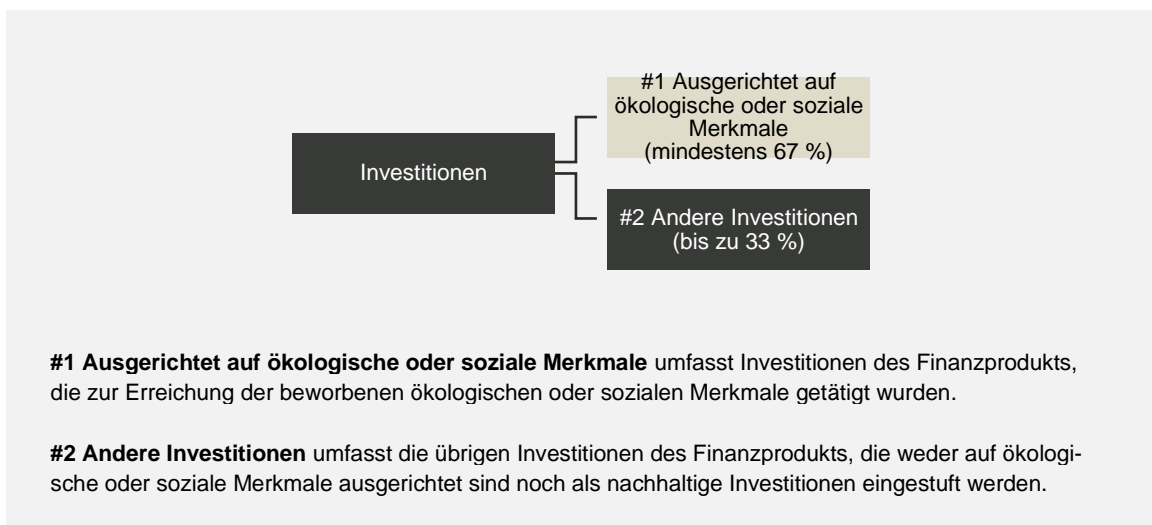 #1 Ausgerichtet auf
ökologische oder soziale
Merkmale
(mindestens 67 %)
Investitionen
#2 Andere Investitionen
(bis zu 33 %)
#1 Ausgerichtet auf ökologische oder soziale Merkmale umfasst Investitionen des Finanzprodukts,
die zur Erreichung der beworbenen ökologischen oder sozialen Merkmale getätigt wurden.
#2 Andere Investitionen umfasst die übrigen Investitionen des Finanzprodukts, die weder auf ökologi-
sche oder soziale Merkmale ausgerichtet sind noch als nachhaltige Investitionen eingestuft werden.